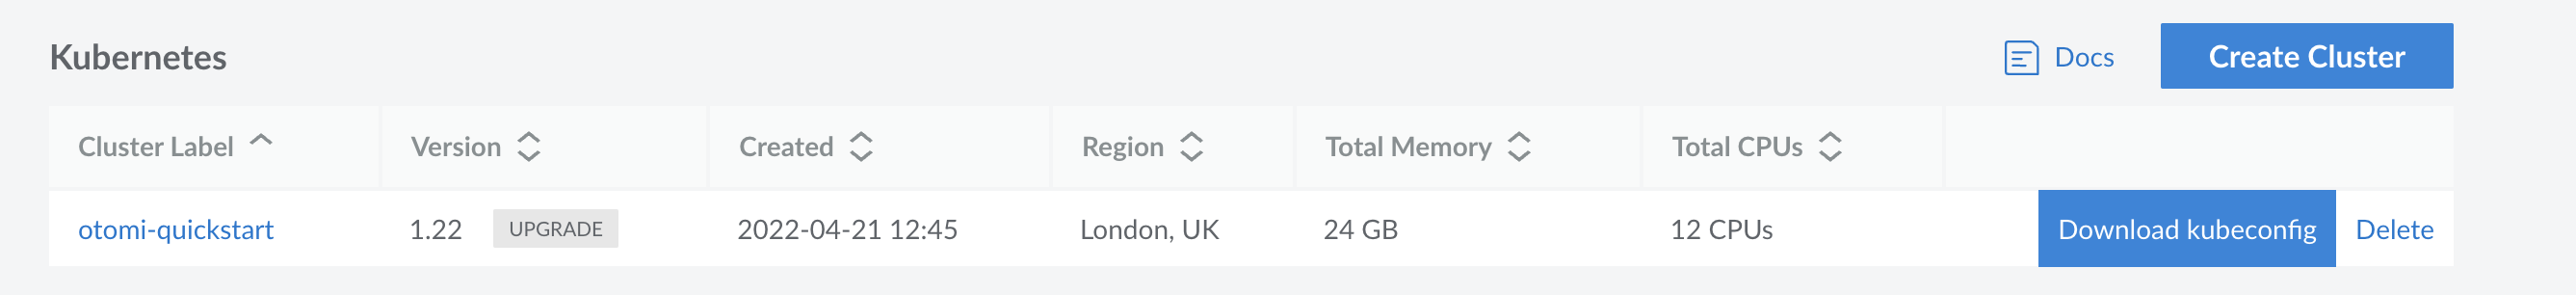 Kubernetes Docs Create Cluster
Cluster Label Version Created Region Total Memory Total CPUs
otomi-quickstart 1.22 UPGRADE 2022-04-21 12:45 London, UK 24 GB 12 CPUs Download kubeconfig Delete